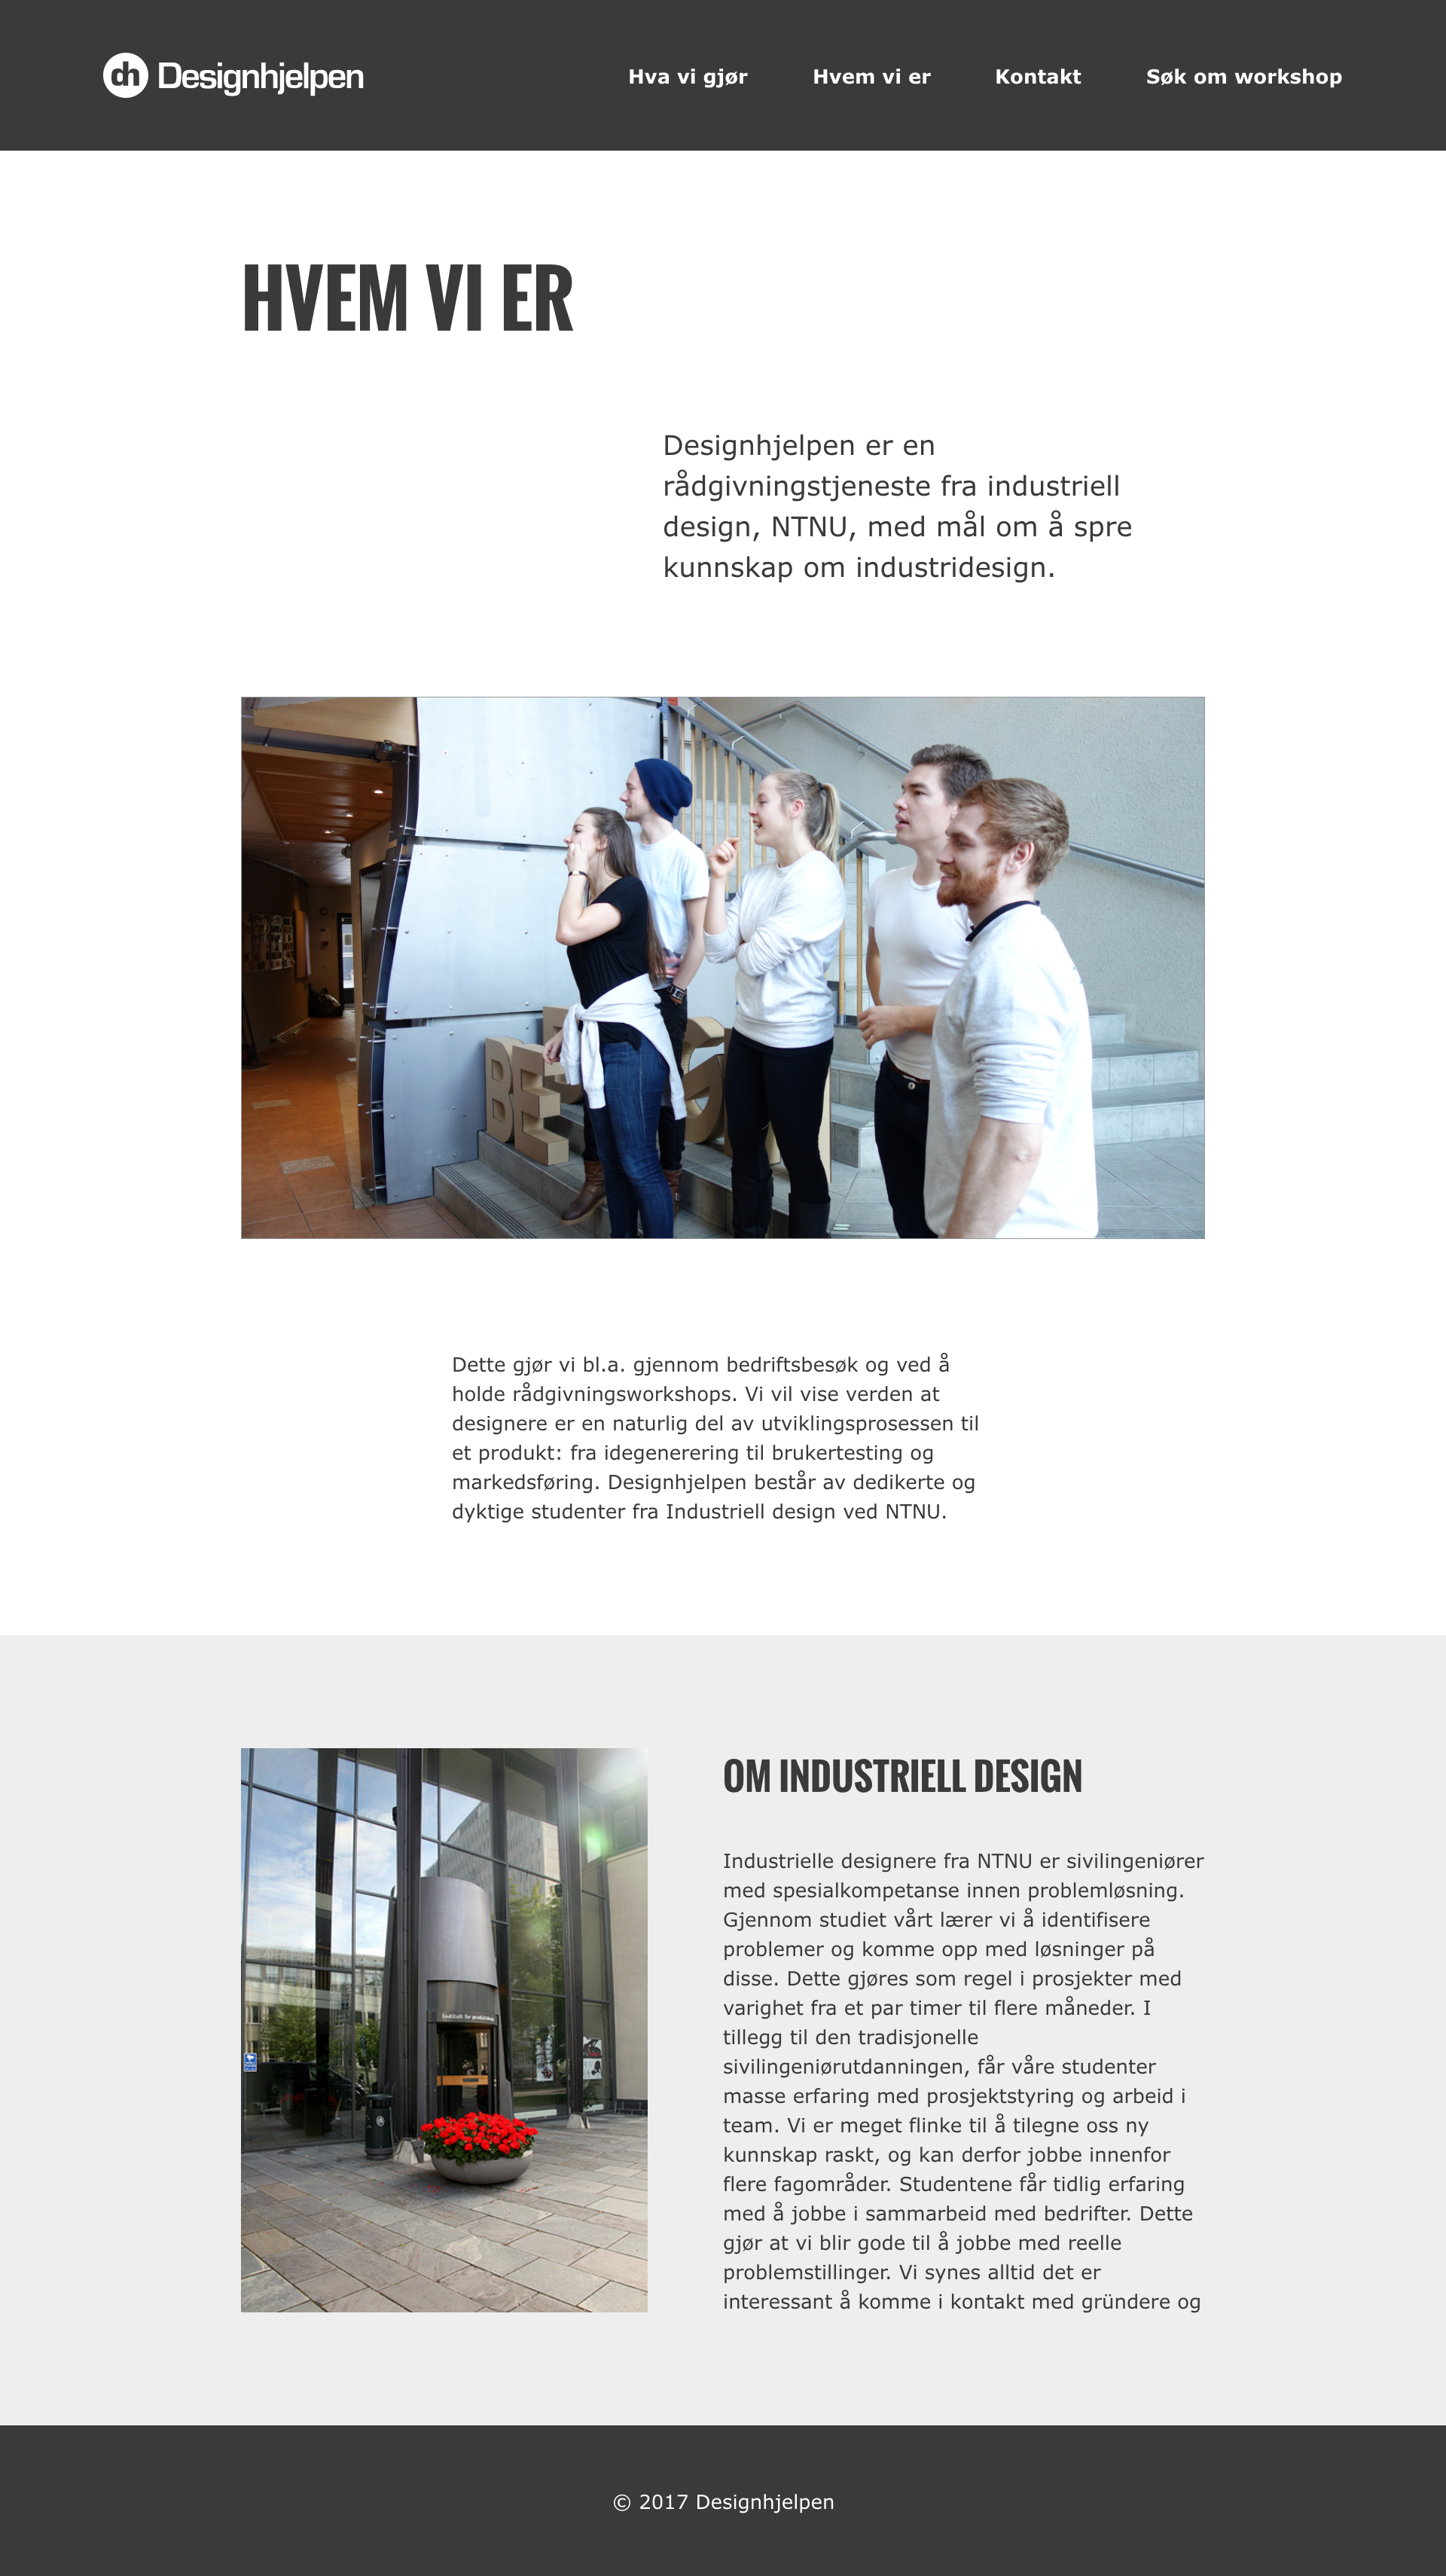 dh Designhjelpen
Hva vi gjør
Hvem vi er
Kontakt
Søk om workshop
HVEM VI ER
Designhjelpen er en
rådgivningstjeneste fra industriell
design, NTNU, med mål om å spre
kunnskap om industridesign.
BE
Dette gjør vi bl.a. gjennom bedriftsbesøk og ved å
holde rådgivningsworkshops. Vi vil vise verden at
designere er en naturlig del av utviklingsprosessen til
et produkt: fra idegenerering til brukertesting og
markedsføring. Designhjelpen består av dedikerte og
dyktige studenter fra Industriell design ved NTNU.
OM INDUSTRIELL DESIGN
Industrielle designere fra NTNU er sivilingeniører
med spesialkompetanse innen problemløsning.
Gjennom studiet vårt lærer vi å identifisere
problemer og komme opp med løsninger på
disse. Dette gjøres som regel i prosjekter med
varighet fra et par timer til flere måneder. I
tillegg til den tradisjonelle
sivilingeniørutdanningen, får våre studenter
masse erfaring med prosjektstyring og arbeid i
team. Vi er meget flinke til å tilegne oss ny
kunnskap raskt, og kan derfor jobbe innenfor
flere fagområder. Studentene får tidlig erfaring
med å jobbe i sammarbeid med bedrifter. Dette
gjør at vi blir gode til å jobbe med reelle
problemstillinger. Vi synes alltid det er
interessant å komme i kontakt med gründere og
© 2017 Designhjelpen